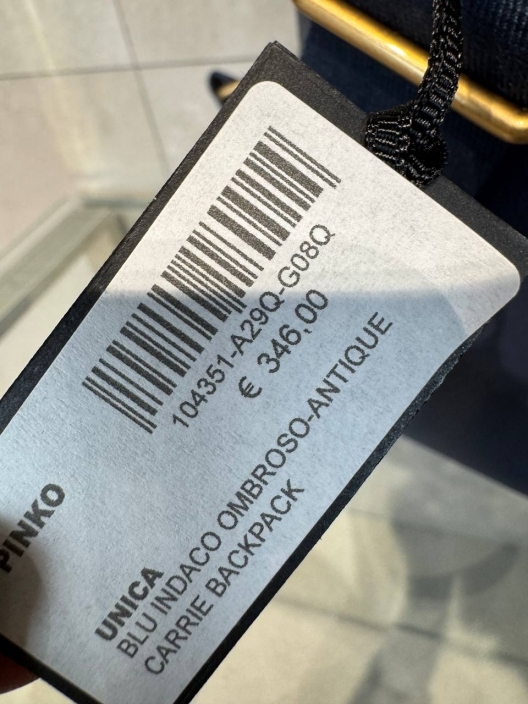 104351-A29Q-G08Q
€ 346,00
PINKO
UNICA
BLU INDACO OMBROSO-ANTIQUE
CARRIE BACKPACK